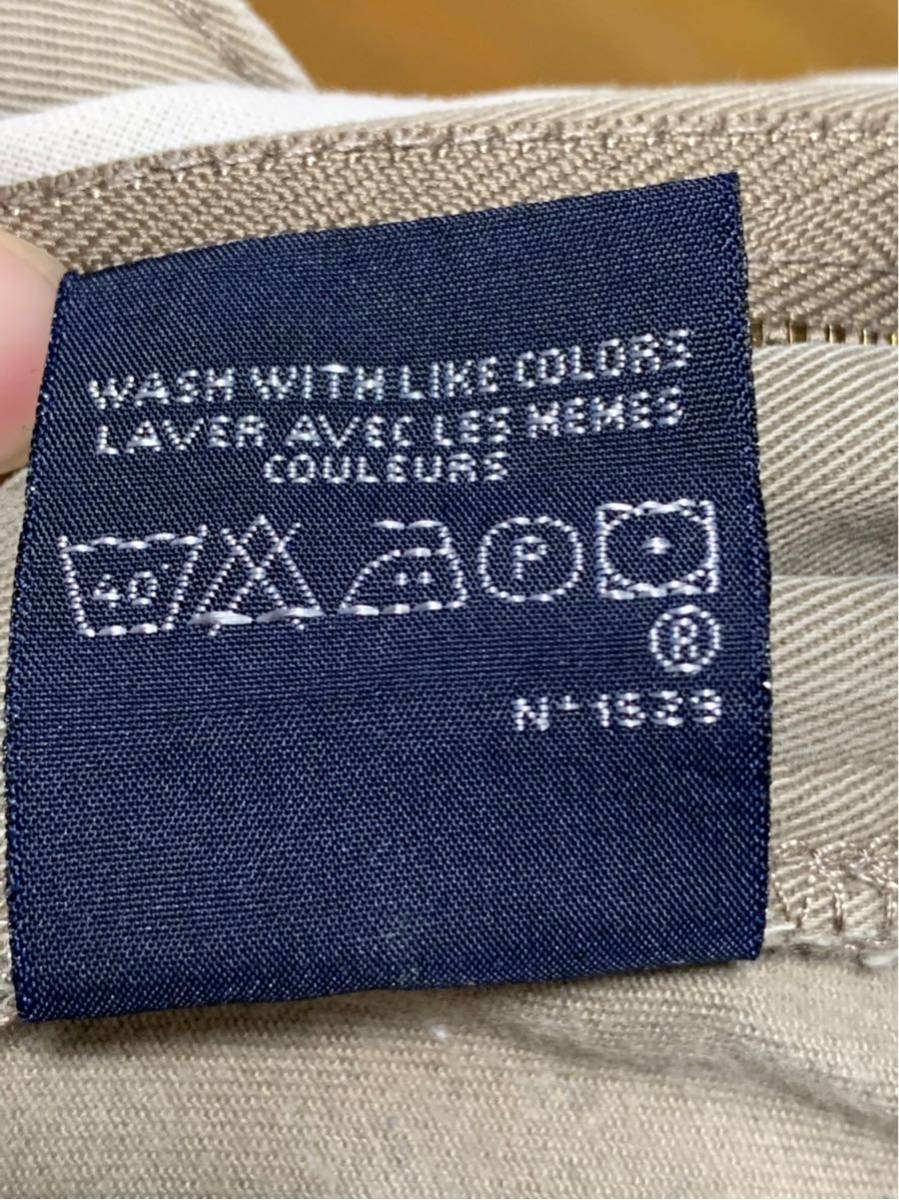 WASH WITH LIKE COLORS
LAVER AVEC LES MEMES
COULEURS
40° P
®
N° 1529